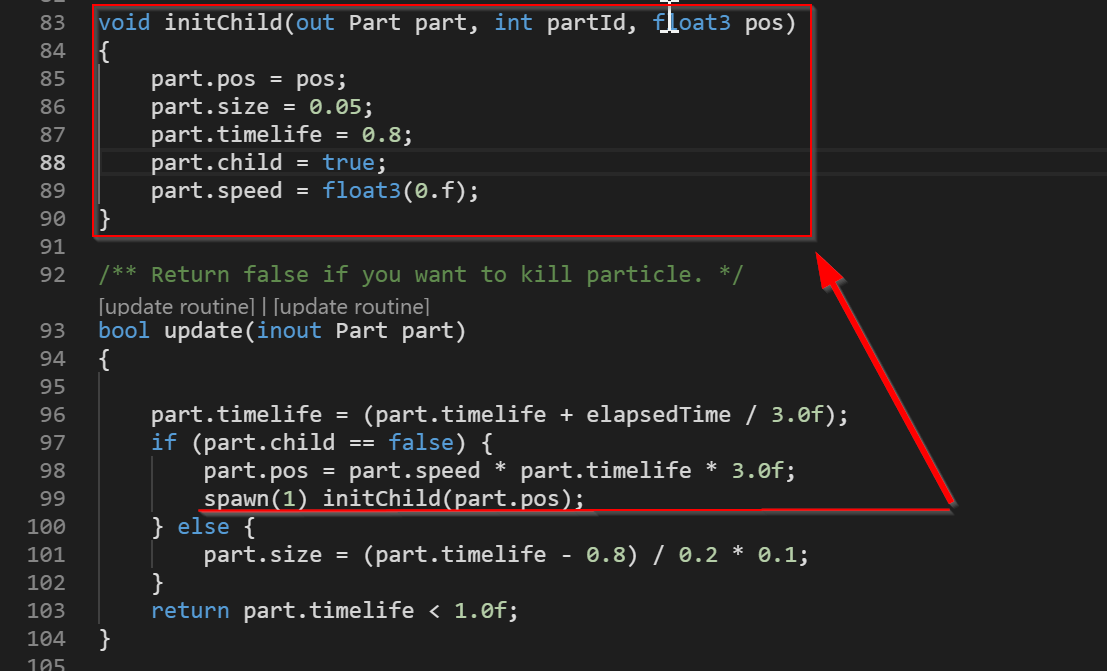 83 void initChild(out Part part, int partId, float3 pos)
84 {
85 part.pos = pos;
86 part.size = 0.05;
87 part.timelife = 0.8;
88 part.child = true;
89 part.speed = float3(0.f);
90 }
91
92 /** Return false if you want to kill particle. */
[update routine] | [update routine]
93 bool update(inout Part part)
94 {
95
96 part.timelife = (part.timelife + elapsedTime / 3.0f);
97 if (part.child == false) {
98 part.pos = part.speed * part.timelife * 3.0f;
99 spawn(1) initChild(part.pos);
100 } else {
101 part.size = (part.timelife - 0.8) / 0.2 * 0.1;
102 }
103 return part.timelife < 1.0f;
104 }
105